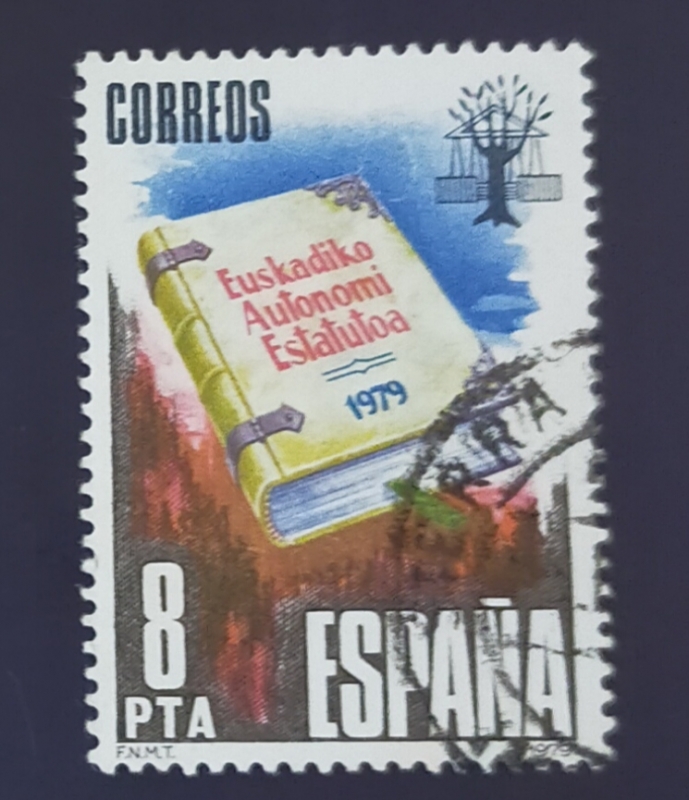 CORREOS
Euskadiko
Autonomi
Estatutoa
1979
8
PTA
ESPAÑA
F.N.M.T.
1979